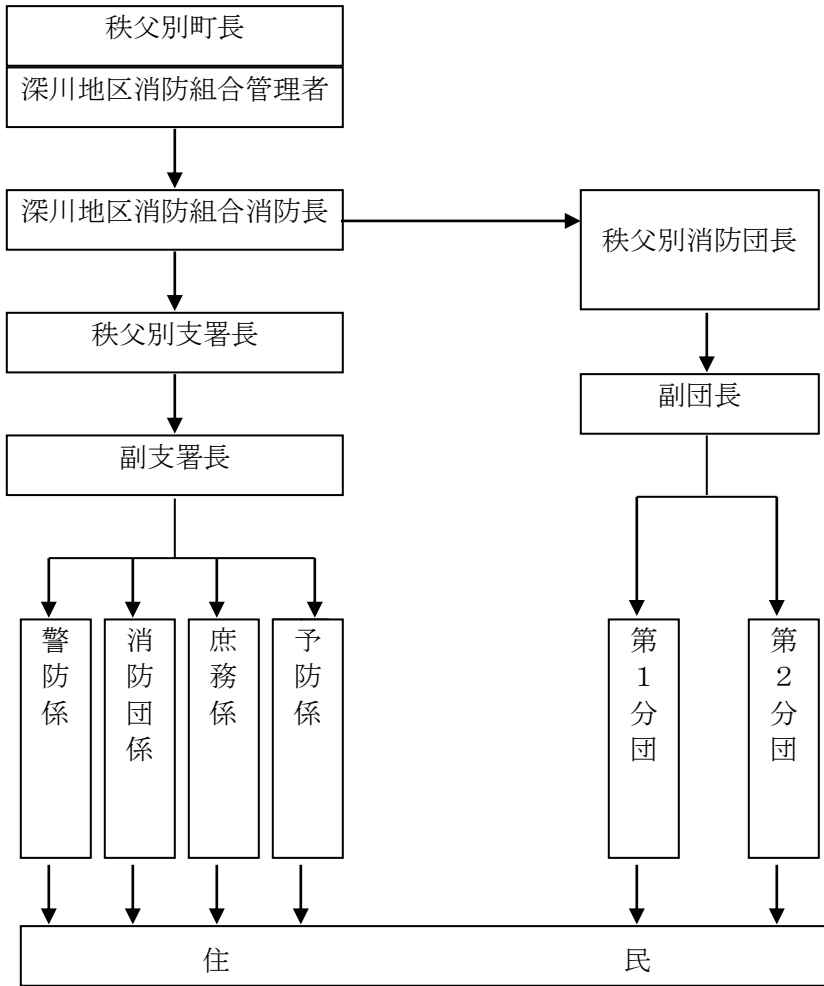 秩父別町長
深川地区消防組合管理者
深川地区消防組合消防長
秩父別消防団長
秩父別支署長
副団長
副支署長
警防係
消防団係
庶務係
予防係
第１分団
第２分団
住　民